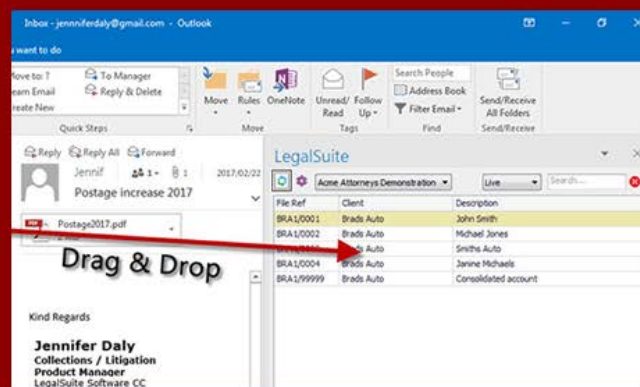 Inbox - jennniferdaly@gmail.com - Outlook
u want to do
Move to: ?
To Manager
Team Email
Reply & Delete
Create New
Quick Steps
Move
Rules
OneNote
Move
Unread/ Read
Follow Up
Tags
Search People
Address Book
Filter Email
Find
Send/Receive All Folders
Send/Receive
Reply Reply All Forward
Jennif 1 1 2017/02/22
Postage increase 2017
PDF Postage2017.pdf
Drag & Drop
Kind Regards
Jennifer Daly
Collections / Litigation
Product Manager
LegalSuite Software CC
LegalSuite
Acme Attorneys Demonstration Live Search...
File Ref Client Description
BRA1/0001 Brads Auto John Smith
BRA1/0002 Brads Auto Michael Jones
Brads Auto Smiths Auto
BRA1/0004 Brads Auto Janine Michaels
BRA1/99999 Brads Auto Consolidated account